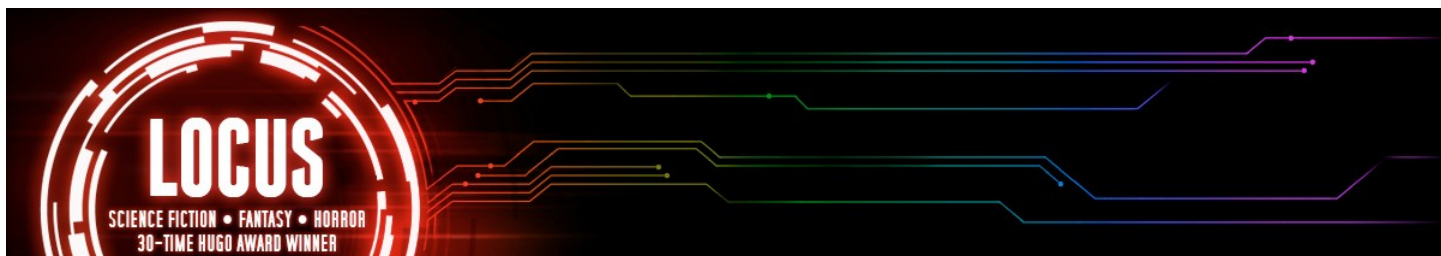 LOCUS
SCIENCE FICTION • FANTASY • HORROR
30-TIME HUGO AWARD WINNER